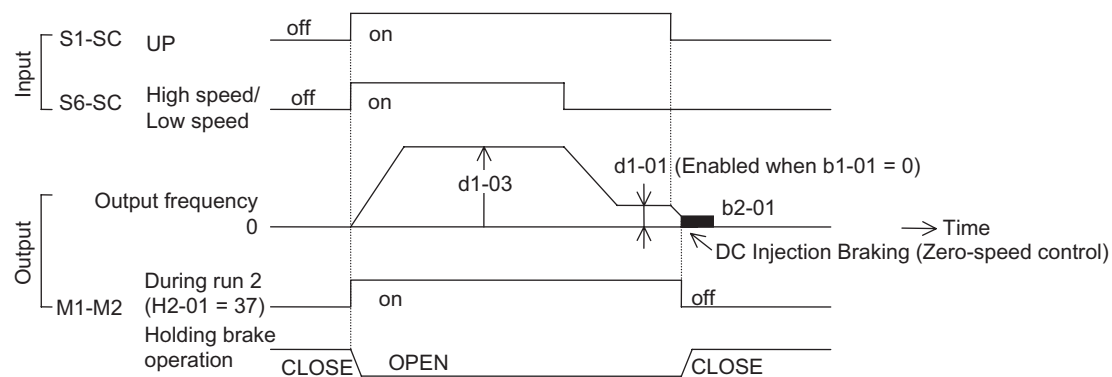 Input
S1-SC UP off on
S6-SC High speed/
Low speed
off on
d1-03
d1-01 (Enabled when b1-01 = 0)
Output
Output frequency
0
b2-01
Time
DC Injection Braking (Zero-speed control)
M1-M2
During run 2
(H2-01 = 37)
on off
Holding brake
operation
CLOSE OPEN CLOSE